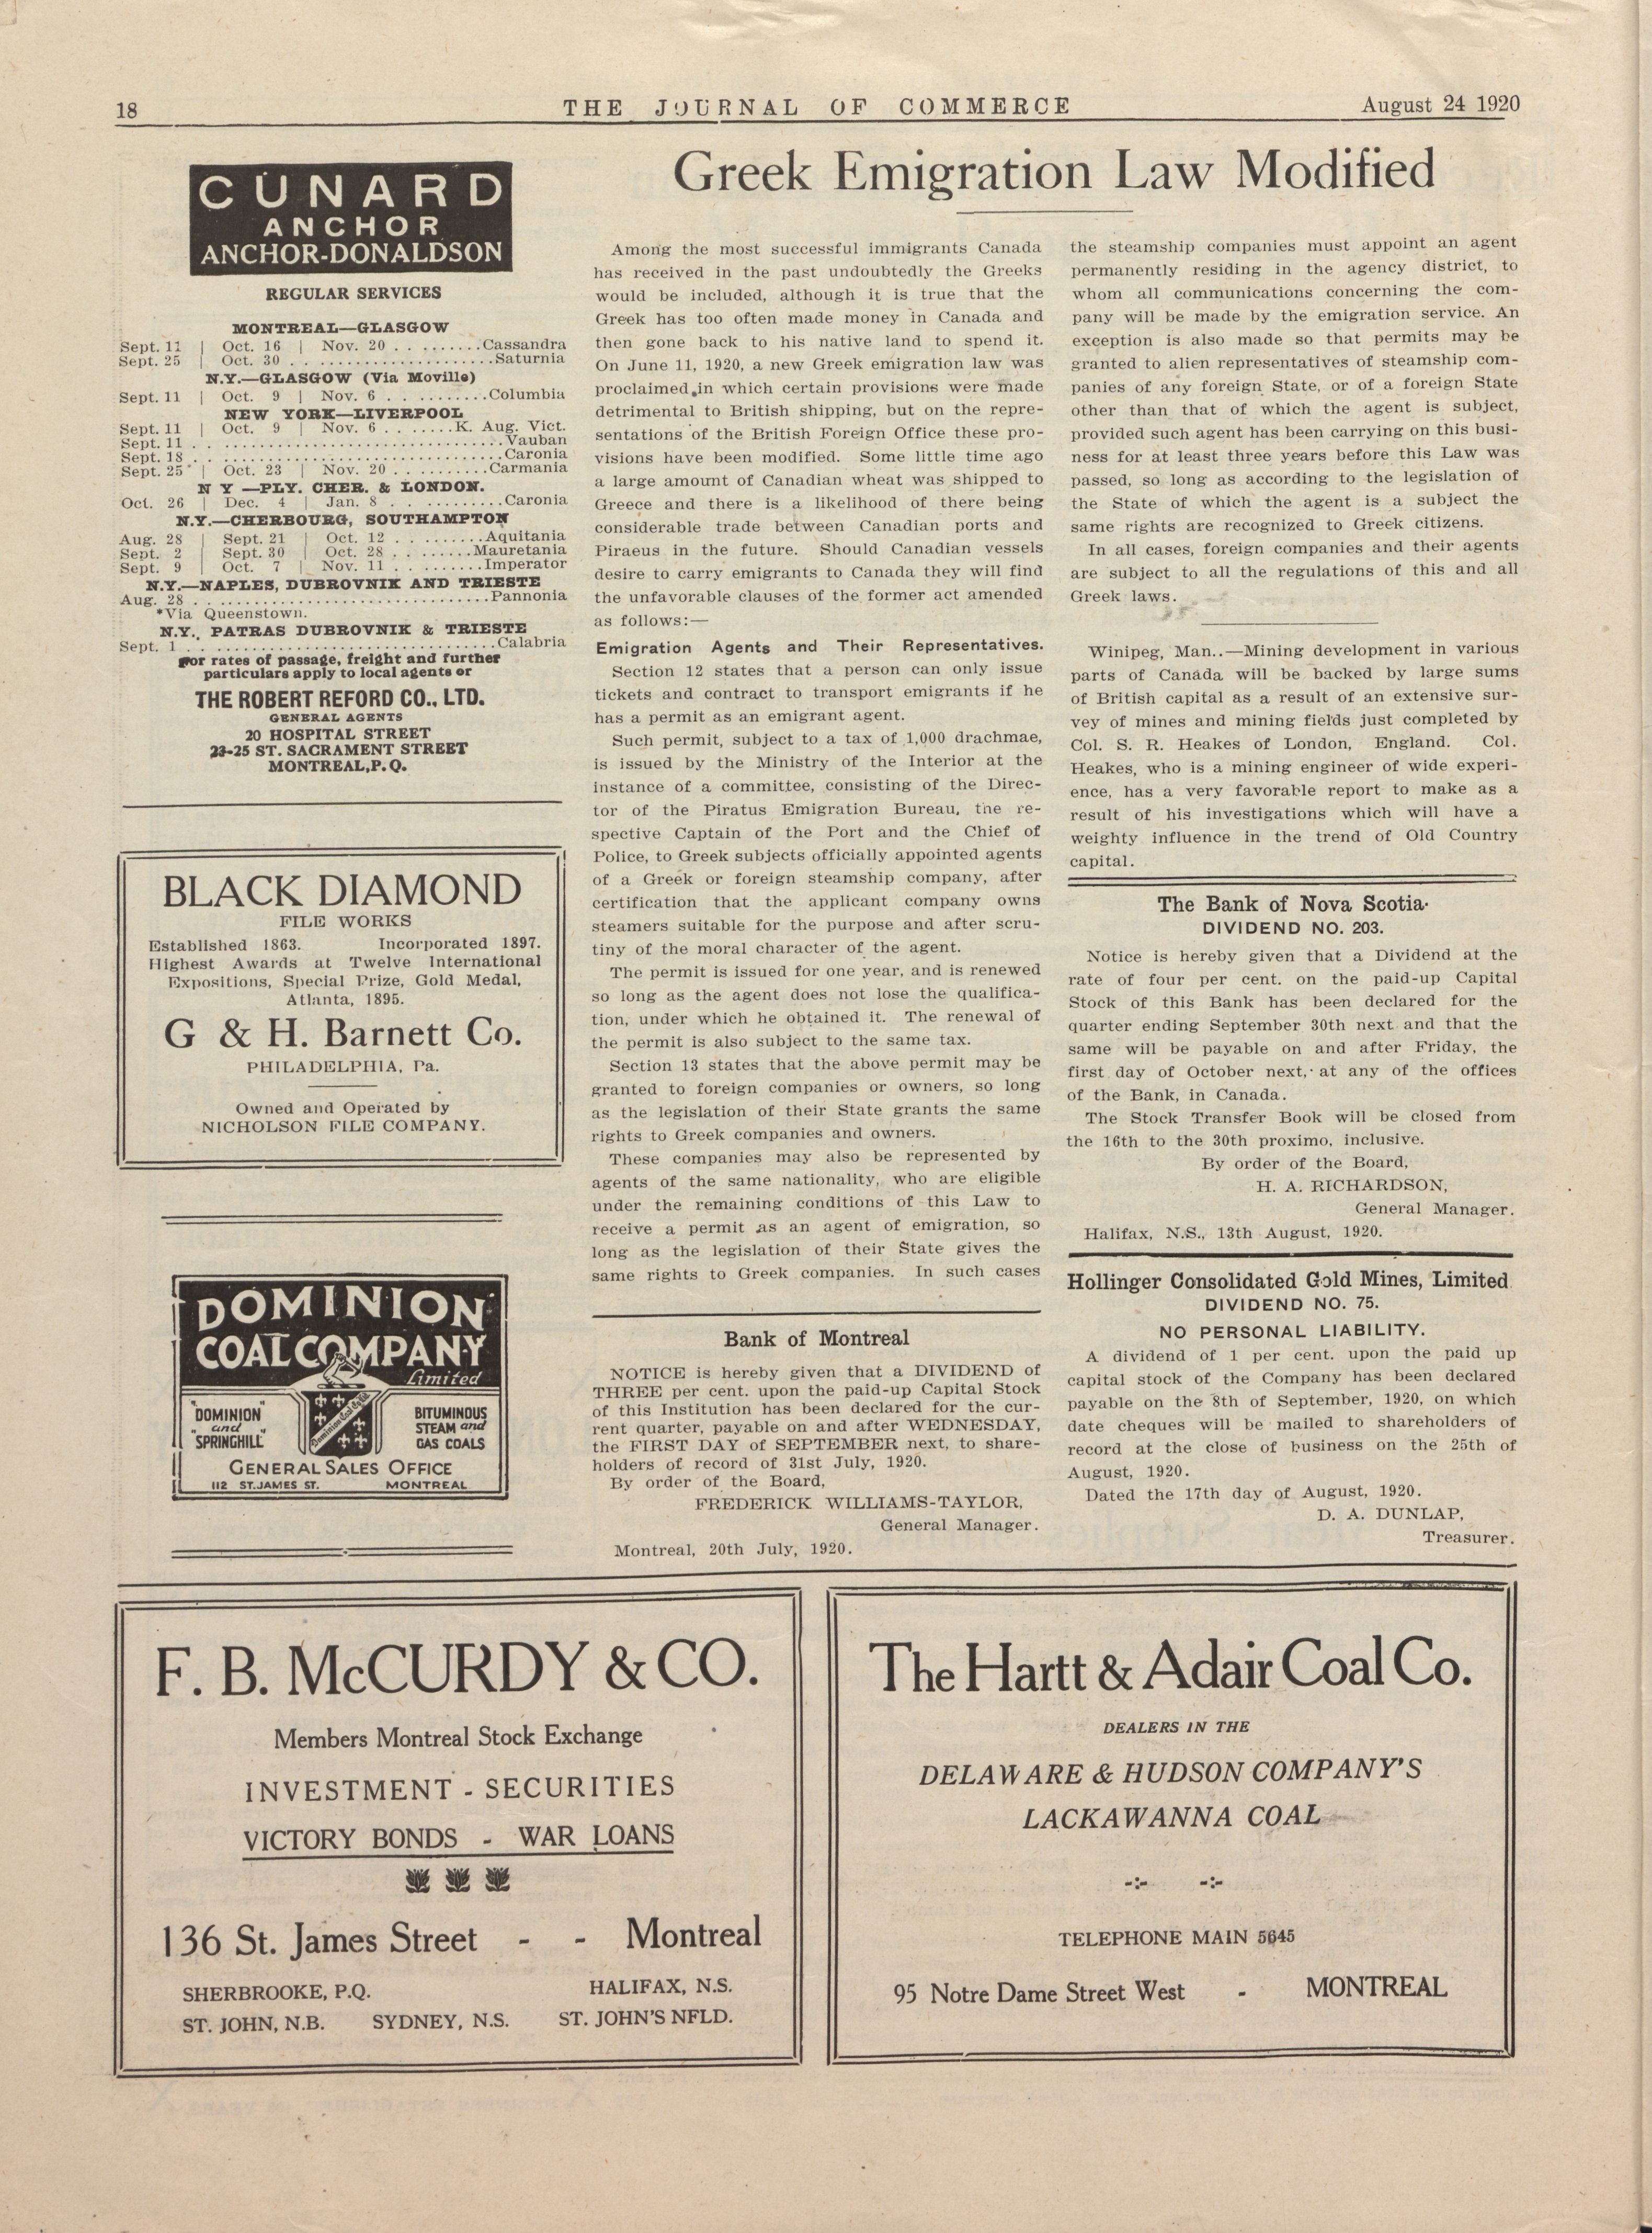 18
THE JOURNAL OF COMMERCE
August 24 1920
CUNARD
ANCHOR
ANCHOR-DONALDSON
REGULAR SERVICES
MONTREAL—GLASGOW
Sept. 11 | Oct. 16 | Nov. 20 . . ........Cassandra
Sept. 25 | Oct. 30 . . .....................Saturnia
N.Y.—GLASGOW (Via Moville)
Sept. 11 | Oct. 9 | Nov. 6 . . .........Columbia
NEW YORK—LIVERPOOL
Sept. 11 | Oct. 9 | Nov. 6 . . ......K. Aug. Vict.
Sept. 11 . . ...............................Vauban
Sept. 18 . . ...............................Caronia
Sept. 25* | Oct. 23 | Nov. 20 . . .........Carmania
N Y —PLY. CHER. & LONDON.
Oct. 26 | Dec. 4 | Jan. 8 . . ..........Caronia
N.Y.—CHERBOURG, SOUTHAMPTON
Aug. 28 | Sept. 21 | Oct. 12 . . ........Aquitania
Sept. 2 | Sept. 30 | Oct. 28 . . .......Mauretania
Sept. 9 | Oct. 7 | Nov. 11 . . ........Imperator
N.Y.—NAPLES, DUBROVNIK AND TRIESTE
Aug. 28 . . ..............................Pannonia
*Via Queenstown.
N.Y., PATRAS DUBROVNIK & TRIESTE
Sept. 1 . . ...............................Calabria
For rates of passage, freight and further
particulars apply to local agents or
THE ROBERT REFORD CO., LTD.
GENERAL AGENTS
20 HOSPITAL STREET
23-25 ST. SACRAMENT STREET
MONTREAL,P.Q.
BLACK DIAMOND
FILE WORKS
Established 1863. Incorporated 1897.
Highest Awards at Twelve International
Expositions, Special Prize, Gold Medal,
Atlanta, 1895.
G & H. Barnett Co.
PHILADELPHIA, Pa.
Owned and Operated by
NICHOLSON FILE COMPANY.
DOMINION
COAL COMPANY
Limited
"DOMINION"
and
"SPRINGHILL"
Dominion Coal Co Ltd
BITUMINOUS
STEAM and
GAS COALS
GENERAL SALES OFFICE
112 ST.JAMES ST. MONTREAL
Greek Emigration Law Modified
Among the most successful immigrants Canada
has received in the past undoubtedly the Greeks
would be included, although it is true that the
Greek has too often made money in Canada and
then gone back to his native land to spend it.
On June 11, 1920, a new Greek emigration law was
proclaimed in which certain provisions were made
detrimental to British shipping, but on the repre-
sentations of the British Foreign Office these pro-
visions have been modified. Some little time ago
a large amount of Canadian wheat was shipped to
Greece and there is a likelihood of there being
considerable trade between Canadian ports and
Piraeus in the future. Should Canadian vessels
desire to carry emigrants to Canada they will find
the unfavorable clauses of the former act amended
as follows:—
Emigration Agents and Their Representatives.
Section 12 states that a person can only issue
tickets and contract to transport emigrants if he
has a permit as an emigrant agent.
Such permit, subject to a tax of 1,000 drachmae,
is issued by the Ministry of the Interior at the
instance of a committee, consisting of the Direc-
tor of the Piratus Emigration Bureau, the re-
spective Captain of the Port and the Chief of
Police, to Greek subjects officially appointed agents
of a Greek or foreign steamship company, after
certification that the applicant company owns
steamers suitable for the purpose and after scru-
tiny of the moral character of the agent.
The permit is issued for one year, and is renewed
so long as the agent does not lose the qualifica-
tion, under which he obtained it. The renewal of
the permit is also subject to the same tax.
Section 13 states that the above permit may be
granted to foreign companies or owners, so long
as the legislation of their State grants the same
rights to Greek companies and owners.
These companies may also be represented by
agents of the same nationality, who are eligible
under the remaining conditions of this Law to
receive a permit as an agent of emigration, so
long as the legislation of their State gives the
same rights to Greek companies. In such cases
the steamship companies must appoint an agent
permanently residing in the agency district, to
whom all communications concerning the com-
pany will be made by the emigration service. An
exception is also made so that permits may be
granted to alien representatives of steamship com-
panies of any foreign State, or of a foreign State
other than that of which the agent is subject,
provided such agent has been carrying on this busi-
ness for at least three years before this Law was
passed, so long as according to the legislation of
the State of which the agent is a subject the
same rights are recognized to Greek citizens.
In all cases, foreign companies and their agents
are subject to all the regulations of this and all
Greek laws.
Winipeg, Man..—Mining development in various
parts of Canada will be backed by large sums
of British capital as a result of an extensive sur-
vey of mines and mining fields just completed by
Col. S. R. Heakes of London, England. Col.
Heakes, who is a mining engineer of wide experi-
ence, has a very favorable report to make as a
result of his investigations which will have a
weighty influence in the trend of Old Country
capital.
Bank of Montreal
NOTICE is hereby given that a DIVIDEND of
THREE per cent. upon the paid-up Capital Stock
of this Institution has been declared for the cur-
rent quarter, payable on and after WEDNESDAY,
the FIRST DAY of SEPTEMBER next, to share-
holders of record of 31st July, 1920.
By order of the Board,
FREDERICK WILLIAMS-TAYLOR,
General Manager.
Montreal, 20th July, 1920.
The Bank of Nova Scotia
DIVIDEND NO. 203.
Notice is hereby given that a Dividend at the
rate of four per cent. on the paid-up Capital
Stock of this Bank has been declared for the
quarter ending September 30th next and that the
same will be payable on and after Friday, the
first day of October next, at any of the offices
of the Bank, in Canada.
The Stock Transfer Book will be closed from
the 16th to the 30th proximo, inclusive.
By order of the Board,
H. A. RICHARDSON,
General Manager.
Halifax, N.S., 13th August, 1920.
Hollinger Consolidated Gold Mines, Limited
DIVIDEND NO. 75.
NO PERSONAL LIABILITY.
A dividend of 1 per cent. upon the paid up
capital stock of the Company has been declared
payable on the 8th of September, 1920, on which
date cheques will be mailed to shareholders of
record at the close of business on the 25th of
August, 1920.
Dated the 17th day of August, 1920.
D. A. DUNLAP,
Treasurer.
F. B. McCURDY & CO.
Members Montreal Stock Exchange
INVESTMENT - SECURITIES
VICTORY BONDS - WAR LOANS
136 St. James Street - - Montreal
SHERBROOKE, P.Q. HALIFAX, N.S.
ST. JOHN, N.B. SYDNEY, N.S. ST. JOHN'S NFLD.
The Hartt & Adair Coal Co.
DEALERS IN THE
DELAWARE & HUDSON COMPANY'S
LACKAWANNA COAL
-:- -:-
TELEPHONE MAIN 5645
95 Notre Dame Street West - MONTREAL